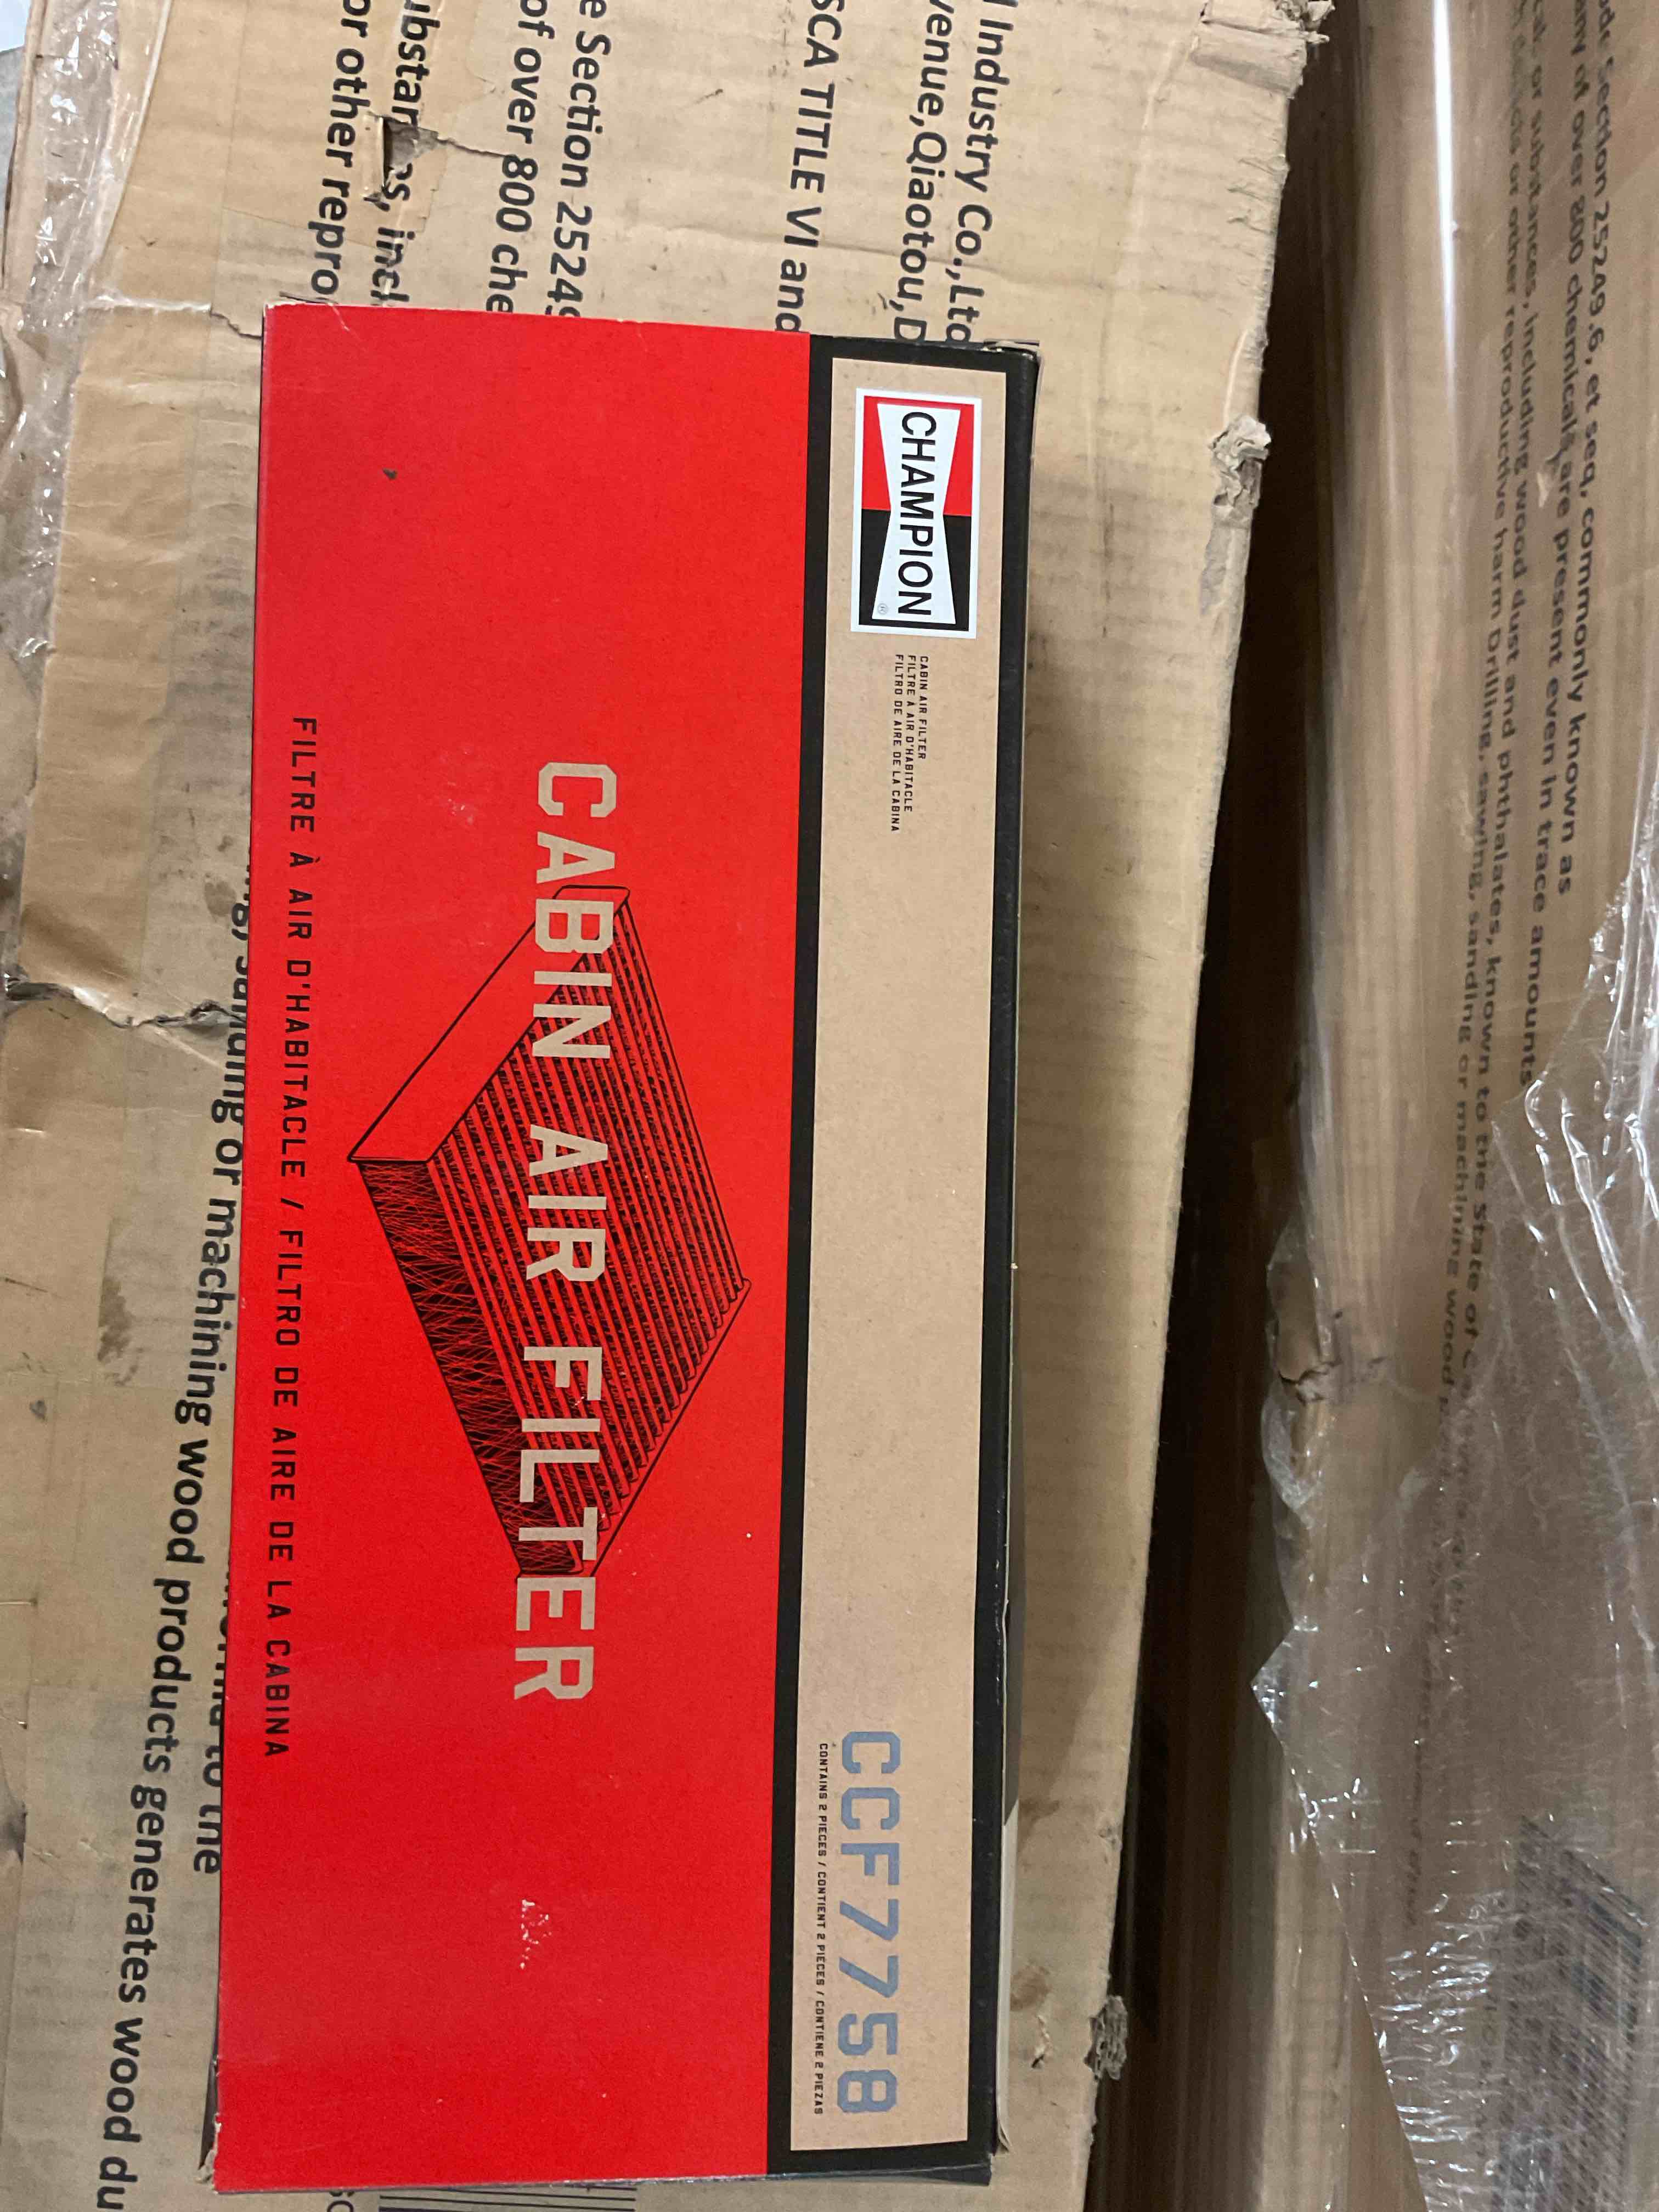 CHAMPION
®
CABIN AIR FILTER
FILTRE À AIR D'HABITACLE
FILTRO DE AIRE DE LA CABINA
CCF7758
CONTAINS 2 PIECES / CONTIENT 2 PIECES / CONTIENE 2 PIEZAS
CABIN AIR FILTER
FILTRE À AIR D'HABITACLE / FILTRO DE AIRE DE LA CABINA
Industry Co.,Ltd
venue,Qiaotou,D
SCA TITLE VI and
e Section 25249
of over 800 che
or other repro
or machining wood products generates wood du
the
Section 25249.6, et seq, commonly known as
any of over 800 chemicals are present even in trace amounts
or substances, including wood dust and phthalates, known to the State of
or other reproductive harm Drilling, sawing, sanding or machining wood